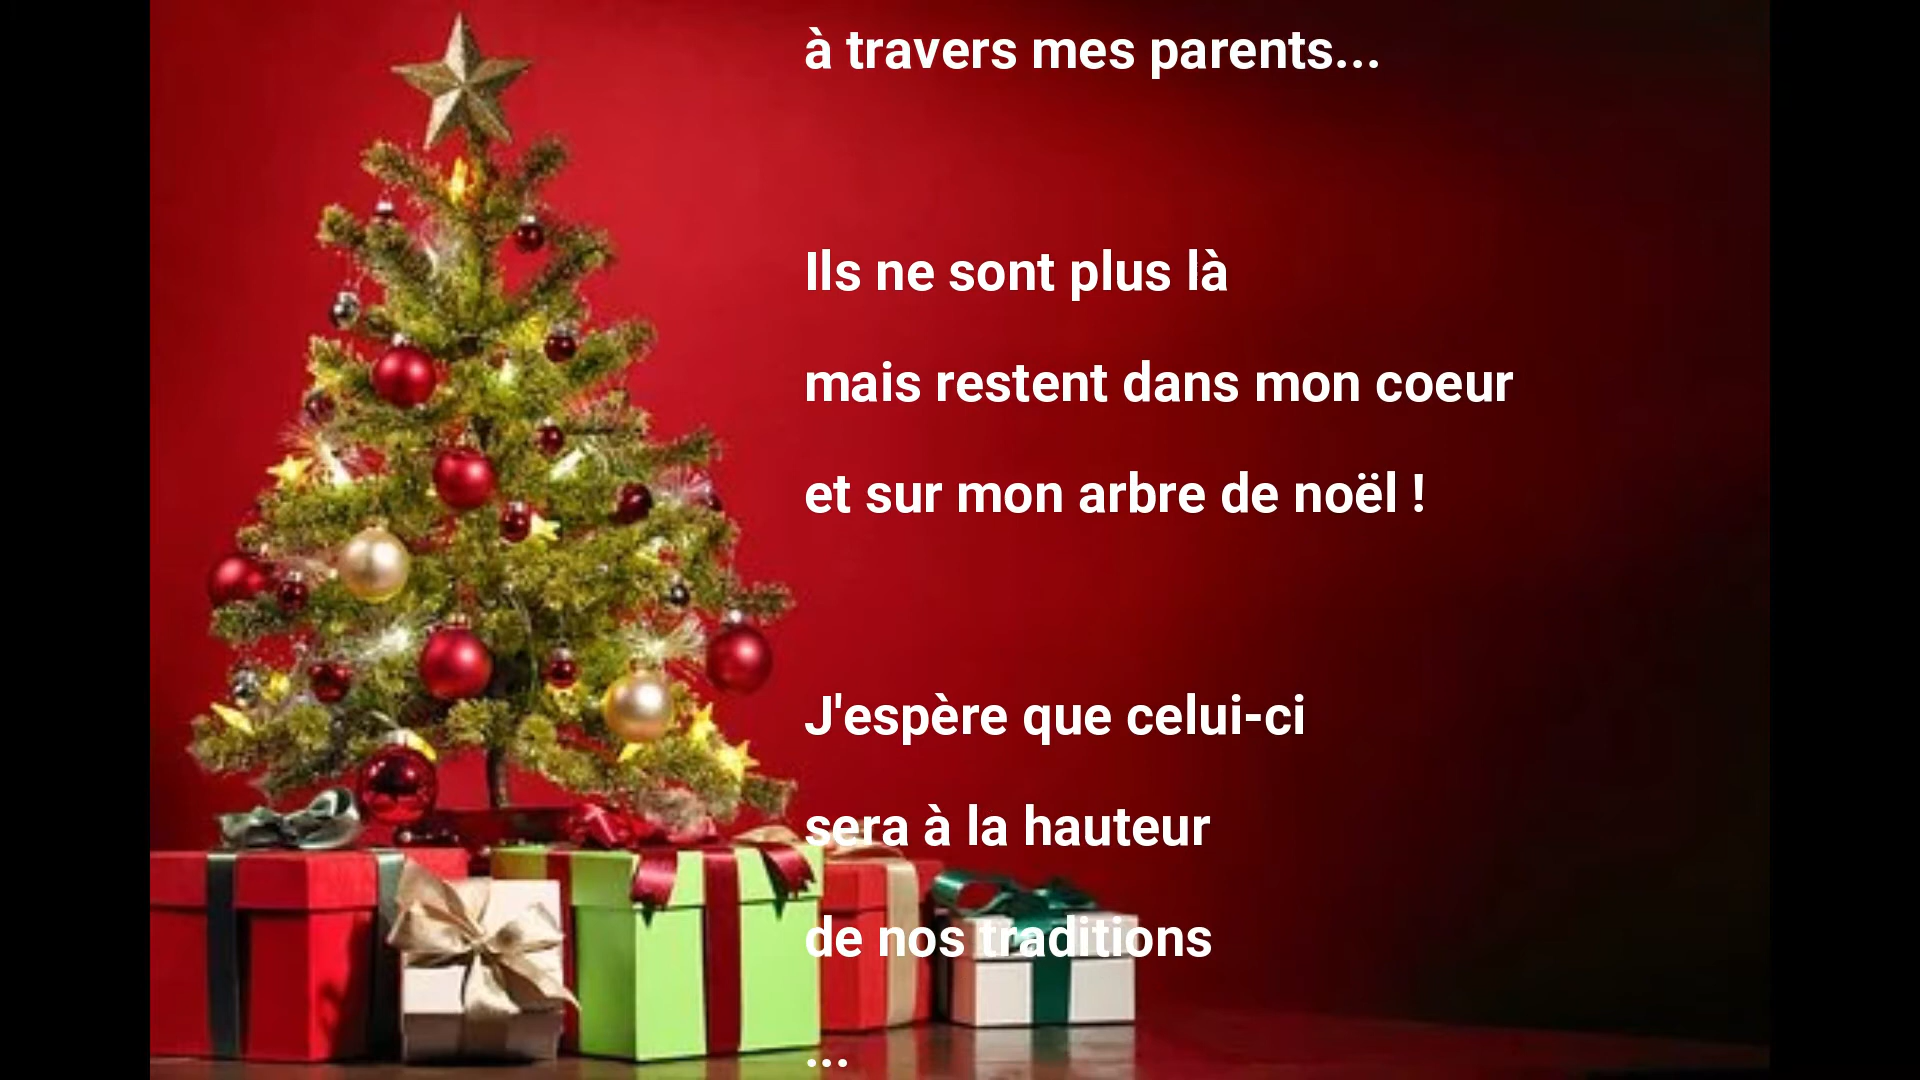 à travers mes parents...
Ils ne sont plus là
mais restent dans mon coeur
et sur mon arbre de noël !
J'espère que celui-ci
sera à la hauteur
de nos traditions
...